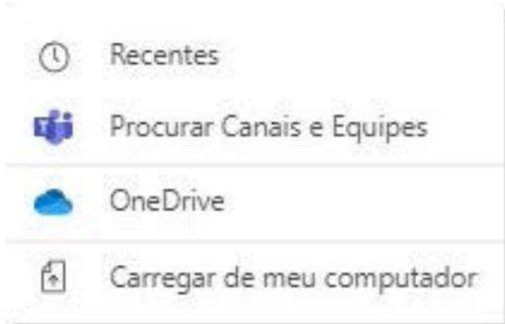 Recentes
Procurar Canais e Equipes
OneDrive
Carregar de meu computador